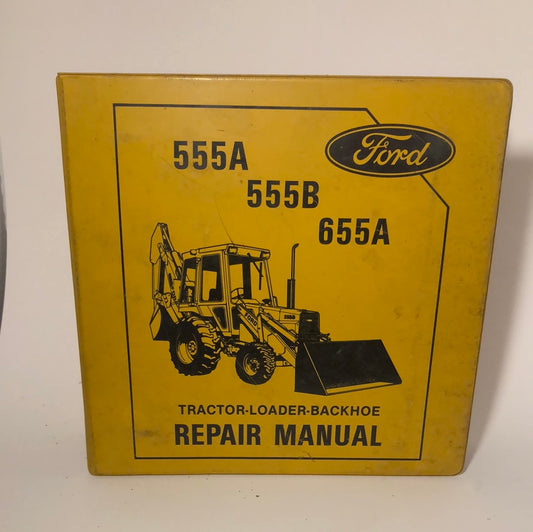 555A
Ford
555B
655A
TRACTOR-LOADER-BACKHOE
REPAIR MANUAL